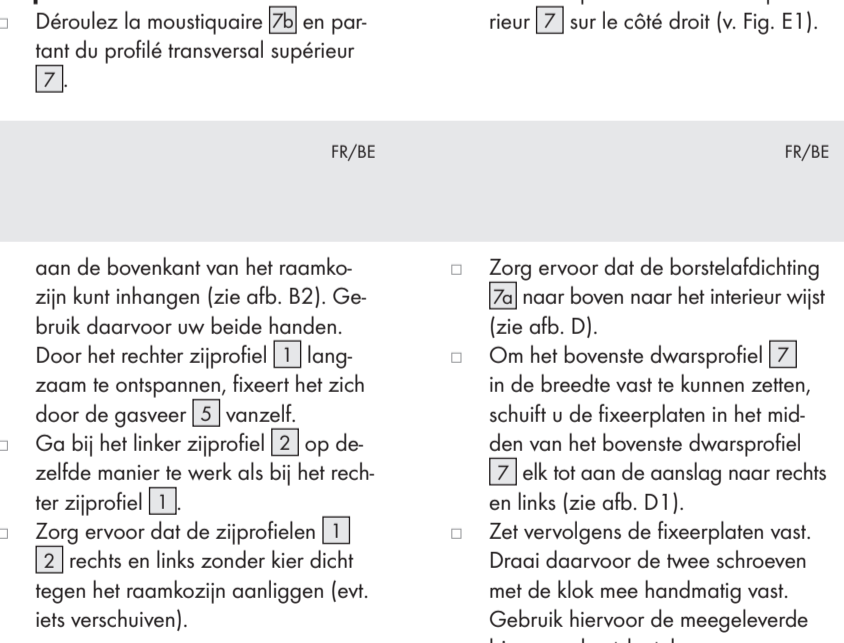 □ Déroulez la moustiquaire 7b en par-
tant du profilé transversal supérieur
7.
rieur 7 sur le côté droit (v. Fig. E1).
FR/BE
FR/BE
aan de bovenkant van het raamko-
zijn kunt inhangen (zie afb. B2). Ge-
bruik daarvoor uw beide handen.
Door het rechter zijprofiel 1 lang-
zaam te ontspannen, fixeert het zich
door de gasveer 5 vanzelf.
□ Ga bij het linker zijprofiel 2 op de-
zelfde manier te werk als bij het rech-
ter zijprofiel 1.
□ Zorg ervoor dat de zijprofielen 1
2 rechts en links zonder kier dicht
tegen het raamkozijn aanliggen (evt.
iets verschuiven).
□ Zorg ervoor dat de borstelafdichting
7a naar boven naar het interieur wijst
(zie afb. D).
□ Om het bovenste dwarsprofiel 7
in de breedte vast te kunnen zetten,
schuift u de fixeerplaten in het mid-
den van het bovenste dwarsprofiel
7 elk tot aan de aanslag naar rechts
en links (zie afb. D1).
□ Zet vervolgens de fixeerplaten vast.
Draai daarvoor de twee schroeven
met de klok mee handmatig vast.
Gebruik hiervoor de meegeleverde